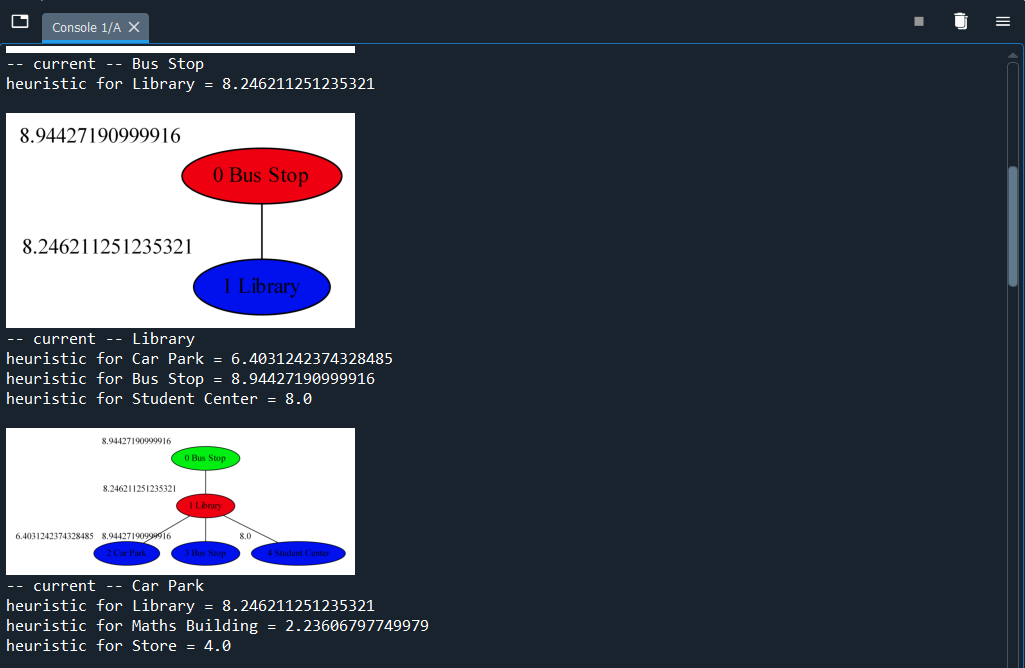 Console 1/A
-- current -- Bus Stop
heuristic for Library = 8.246211251235321
8.94427190999916
0 Bus Stop
8.246211251235321
1 Library
-- current -- Library
heuristic for Car Park = 6.4031242374328485
heuristic for Bus Stop = 8.94427190999916
heuristic for Student Center = 8.0
8.94427190999916
0 Bus Stop
8.246211251235321
1 Library
6.4031242374328485 8.94427190999916 8.0
2 Car Park 3 Bus Stop 4 Student Center
-- current -- Car Park
heuristic for Library = 8.246211251235321
heuristic for Maths Building = 2.23606797749979
heuristic for Store = 4.0